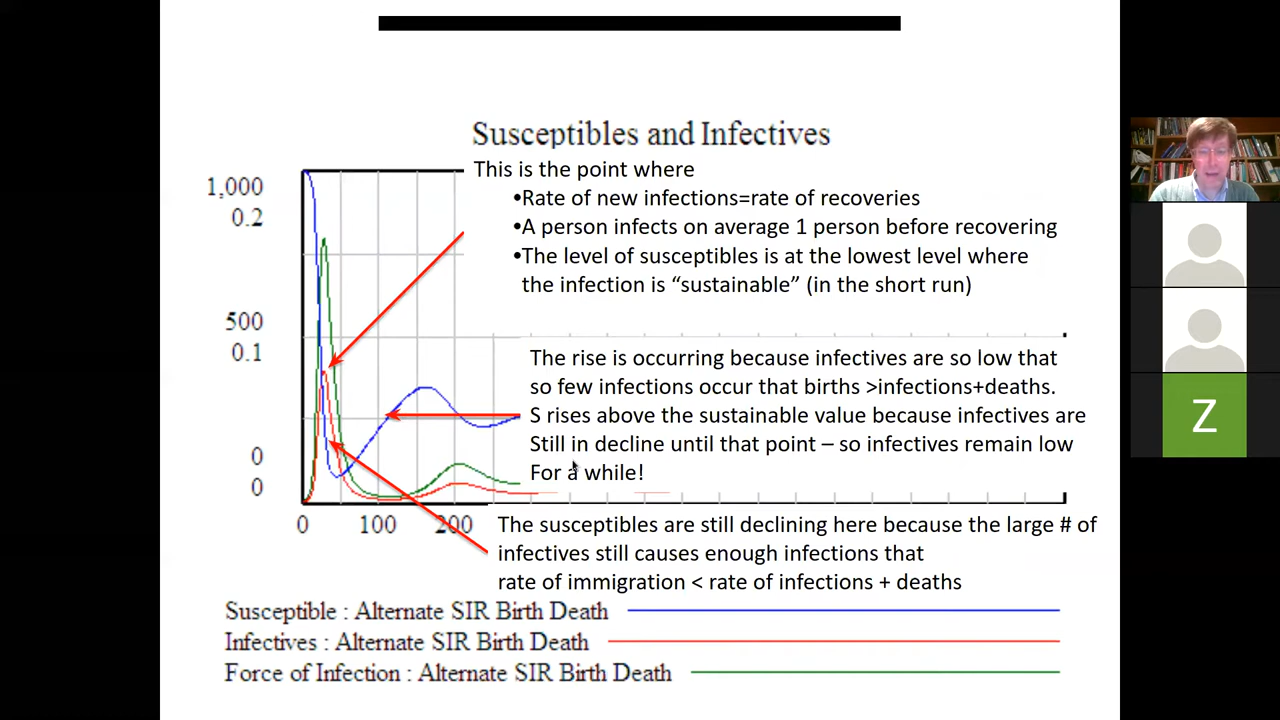 Susceptibles and Infectives
This is the point where
•Rate of new infections=rate of recoveries
•A person infects on average 1 person before recovering
•The level of susceptibles is at the lowest level where
the infection is “sustainable” (in the short run)
1,000
0.2
500
0.1
0
0
The rise is occurring because infectives are so low that
so few infections occur that births >infections+deaths.
S rises above the sustainable value because infectives are
Still in decline until that point – so infectives remain low
For a while!
0 100 200
The susceptibles are still declining here because the large # of
infectives still causes enough infections that
rate of immigration < rate of infections + deaths
Susceptible : Alternate SIR Birth Death
Infectives : Alternate SIR Birth Death
Force of Infection : Alternate SIR Birth Death
Z